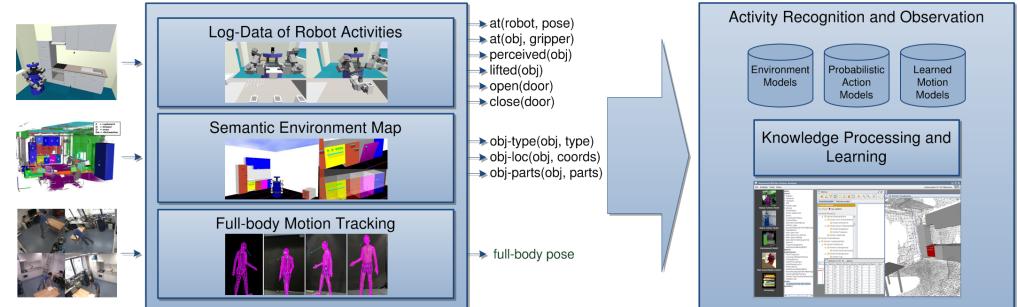 Log-Data of Robot Activities
at(robot, pose)
at(obj, gripper)
perceived(obj)
lifted(obj)
open(door)
close(door)
Semantic Environment Map
obj-type(obj, type)
obj-loc(obj, coords)
obj-parts(obj, parts)
Full-body Motion Tracking
full-body pose
Activity Recognition and Observation
Environment
Models
Probabilistic
Action
Models
Learned
Motion
Models
Knowledge Processing and
Learning